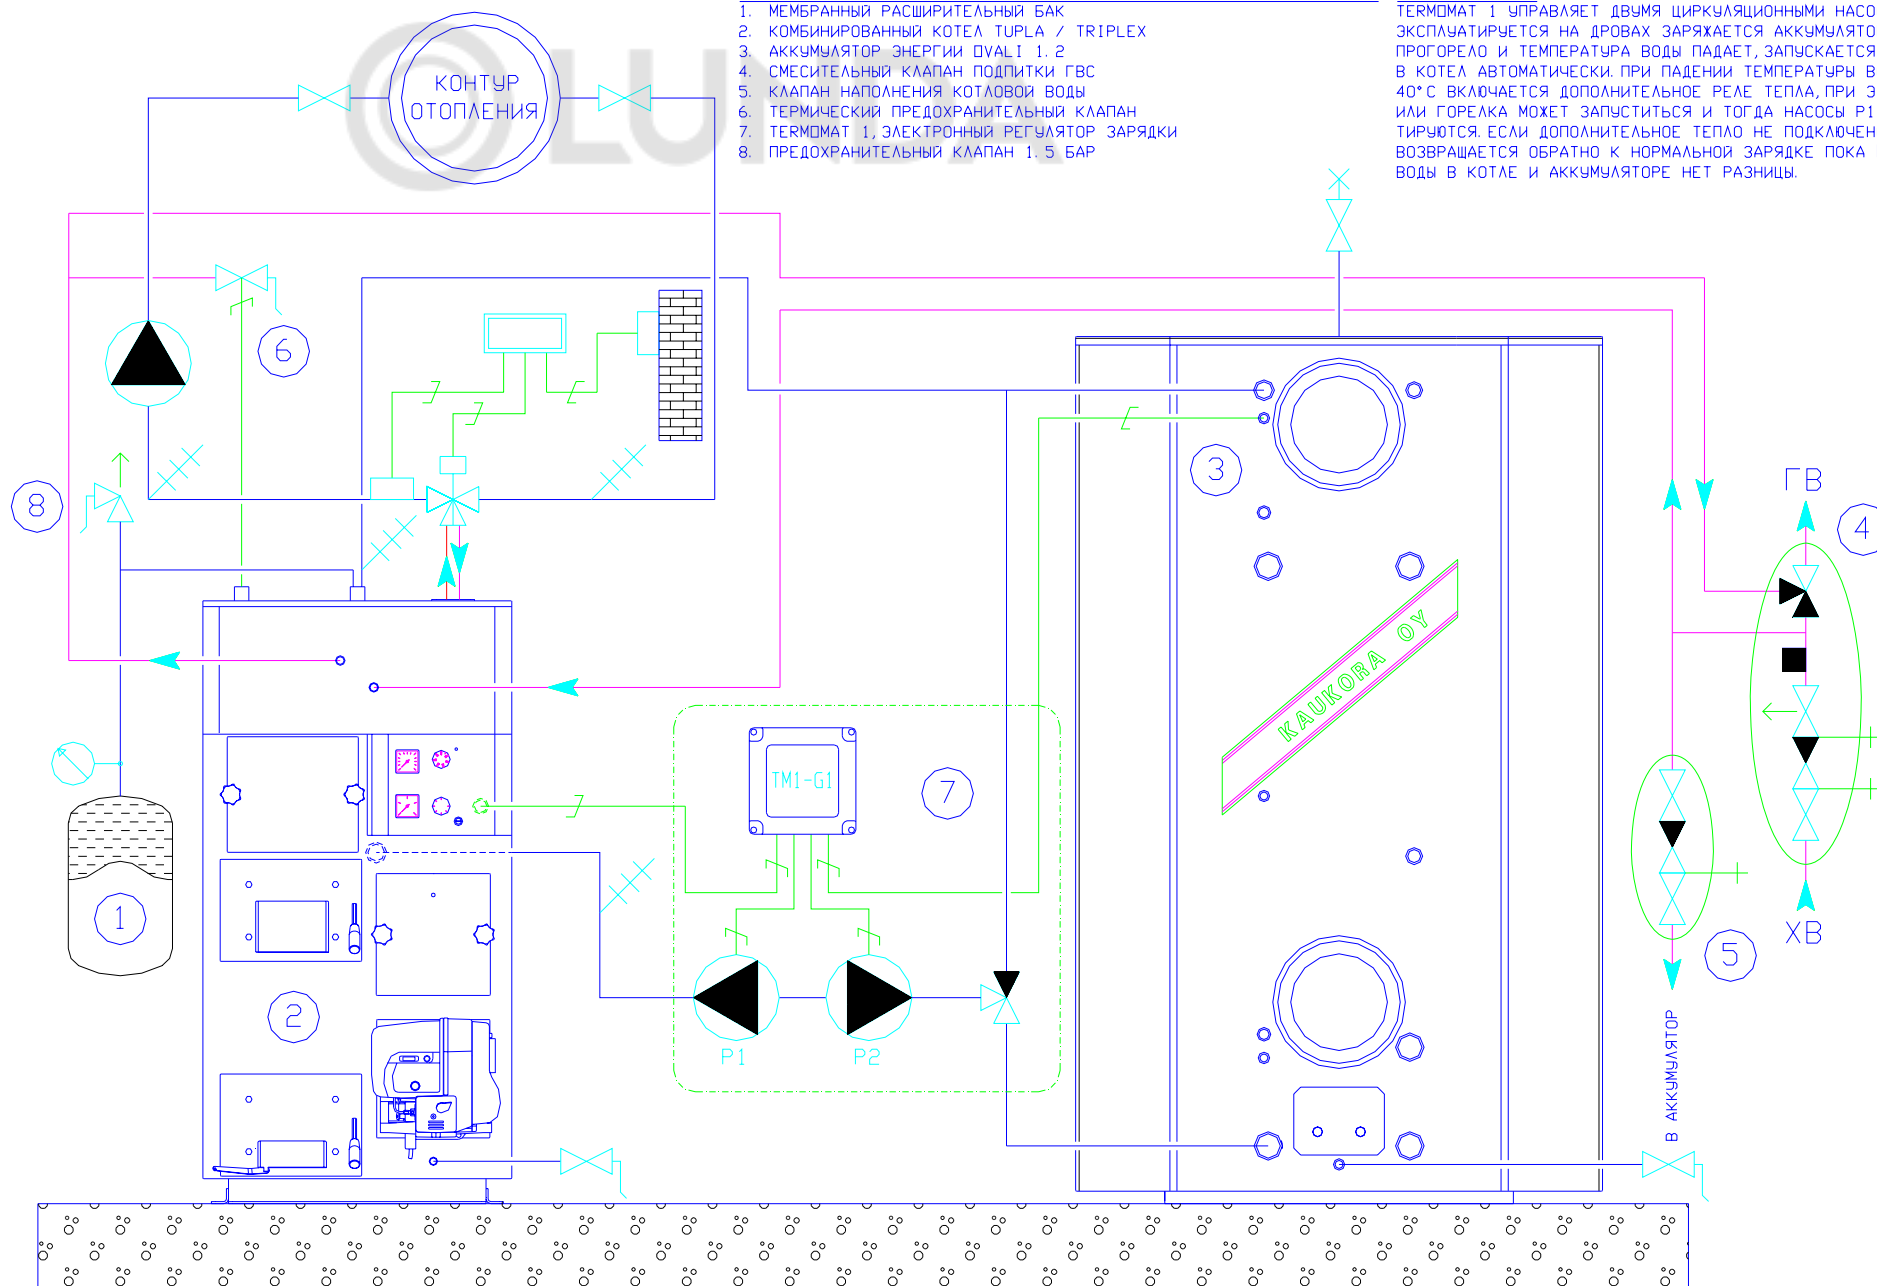 1. МЕМБРАННЫЙ РАСШИРИТЕЛЬНЫЙ БАК
2. КОМБИНИРОВАННЫЙ КОТЕЛ TUPLA / TRIPLEX
3. АККУМУЛЯТОР ЭНЕРГИИ OVALI 1.2
4. СМЕСИТЕЛЬНЫЙ КЛАПАН ПОДПИТКИ ГВС
5. КЛАПАН НАПОЛНЕНИЯ КОТЛОВОЙ ВОДЫ
6. ТЕРМИЧЕСКИЙ ПРЕДОХРАНИТЕЛЬНЫЙ КЛАПАН
7. TERMOMAT 1, ЭЛЕКТРОННЫЙ РЕГУЛЯТОР ЗАРЯДКИ
8. ПРЕДОХРАНИТЕЛЬНЫЙ КЛАПАН 1.5 БАР
TERMOMAT 1 УПРАВЛЯЕТ ДВУМЯ ЦИРКУЛЯЦИОННЫМИ НАСО
ЭКСПЛУАТИРУЕТСЯ НА ДРОВАХ ЗАРЯЖАЕТСЯ АККУМУЛЯТО
ПРОГОРЕЛО И ТЕМПЕРАТУРА ВОДЫ ПАДАЕТ, ЗАПУСКАЕТСЯ
В КОТЕЛ АВТОМАТИЧЕСКИ. ПРИ ПАДЕНИИ ТЕМПЕРАТУРЫ В
40°С ВКЛЮЧАЕТСЯ ДОПОЛНИТЕЛЬНОЕ РЕЛЕ ТЕПЛА, ПРИ Э
ИЛИ ГОРЕЛКА МОЖЕТ ЗАПУСТИТЬСЯ И ТОГДА НАСОСЫ P1
ТИРУЮТСЯ. ЕСЛИ ДОПОЛНИТЕЛЬНОЕ ТЕПЛО НЕ ПОДКЛЮЧЕН
ВОЗВРАЩАЕТСЯ ОБРАТНО К НОРМАЛЬНОЙ ЗАРЯДКЕ ПОКА
ВОДЫ В КОТЛЕ И АККУМУЛЯТОРЕ НЕТ РАЗНИЦЫ.
LUNDA
КОНТУР
ОТОПЛЕНИЯ
6
3
ГВ
8
4
KAUKORA OY
TM1-G1
7
1
ХВ
5
2
P1
P2
В АККУМУЛЯТОР